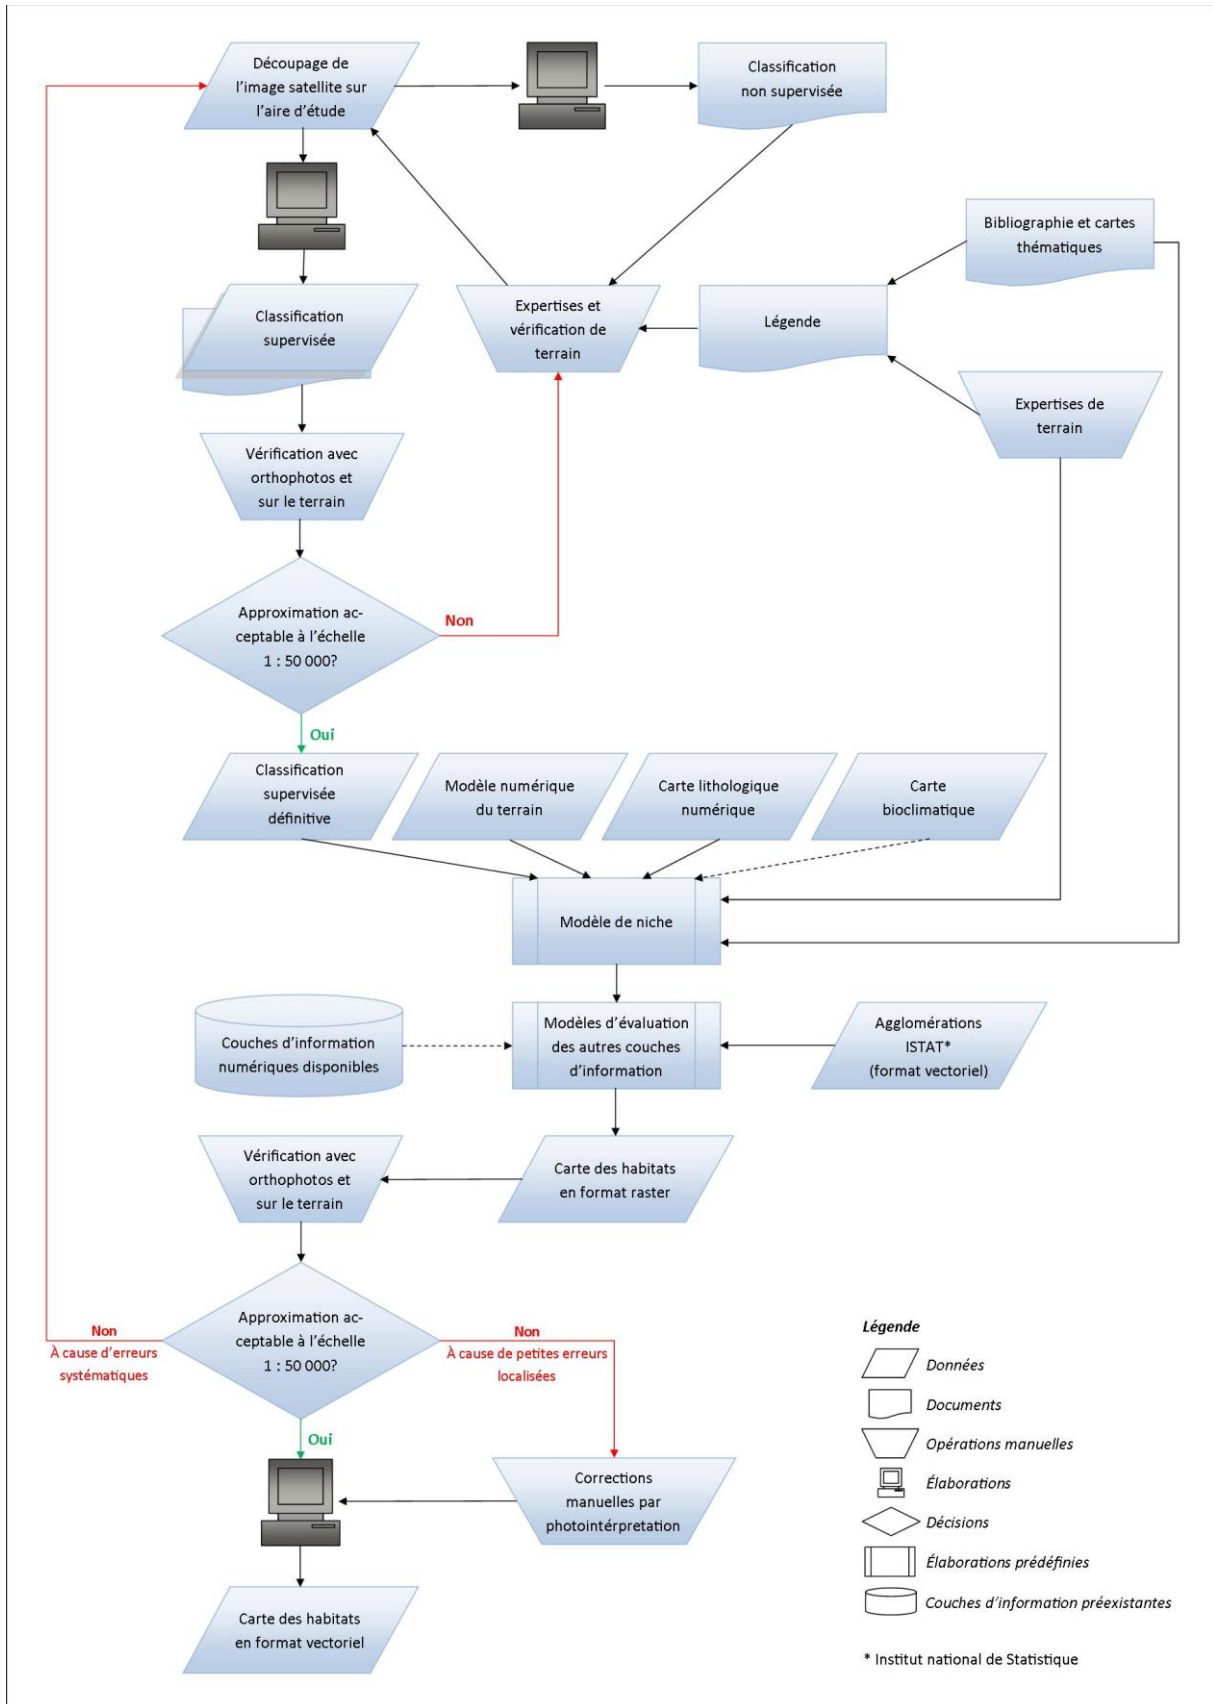 Découpage de
l'image satellite sur
l'aire d'étude
Classification
non supervisée
Bibliographie et cartes
thématiques
Classification
supervisée
Expertises et
vérification de
terrain
Légende
Expertises de
terrain
Vérification avec
orthophotos et
sur le terrain
Approximation ac-
ceptable à l'échelle
1 : 50 000?
Non
Oui
Classification
supervisée
définitive
Modèle numérique
du terrain
Carte lithologique
numérique
Carte
bioclimatique
Modèle de niche
Couches d'information
numériques disponibles
Modèles d'évaluation
des autres couches
d'information
Agglomérations
ISTAT*
(format vectoriel)
Vérification avec
orthophotos et
sur le terrain
Carte des habitats
en format raster
Approximation ac-
ceptable à l'échelle
1 : 50 000?
Non
À cause d'erreurs
systématiques
Non
À cause de petites erreurs
localisées
Oui
Corrections
manuelles par
photointérpretation
Carte des habitats
en format vectoriel
Légende
Données
Documents
Opérations manuelles
Élaborations
Décisions
Élaborations prédéfinies
Couches d'information préexistantes
* Institut national de Statistique